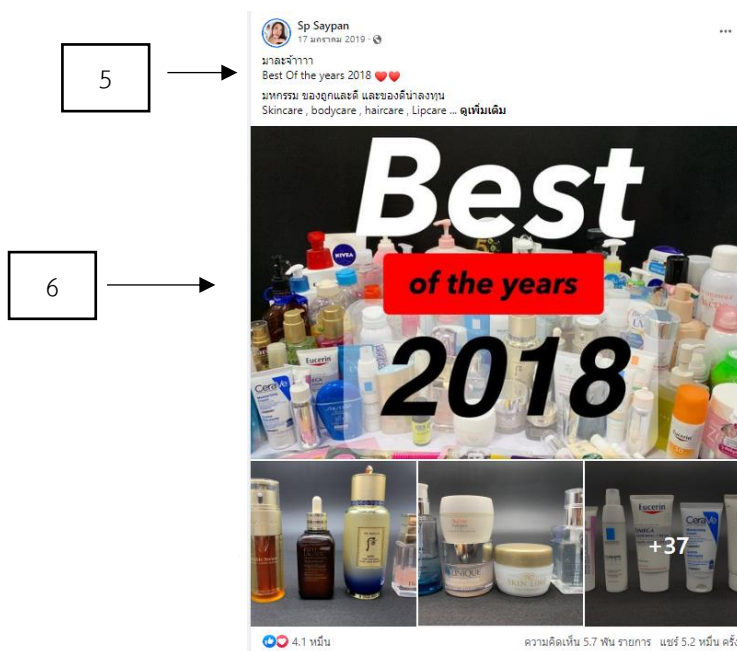 Sp Saypan
17 มกราคม 2019
5
มาละจ้าาาา
Best Of the years 2018 ❤️❤️
มหกรรม ของถูกและดี และของดีน่าลงทุน
Skincare , bodycare , haircare , Lipcare ... ดูเพิ่มเติม
Best
NIVEA
6
of the years
2018
Eucerin
CeraVe
Eucerin
Eucerin
CeraVe
+37
4.1 หมื่น
ความคิดเห็น 5.7 พัน รายการ แชร์ 5.2 หมื่น ครั้ง